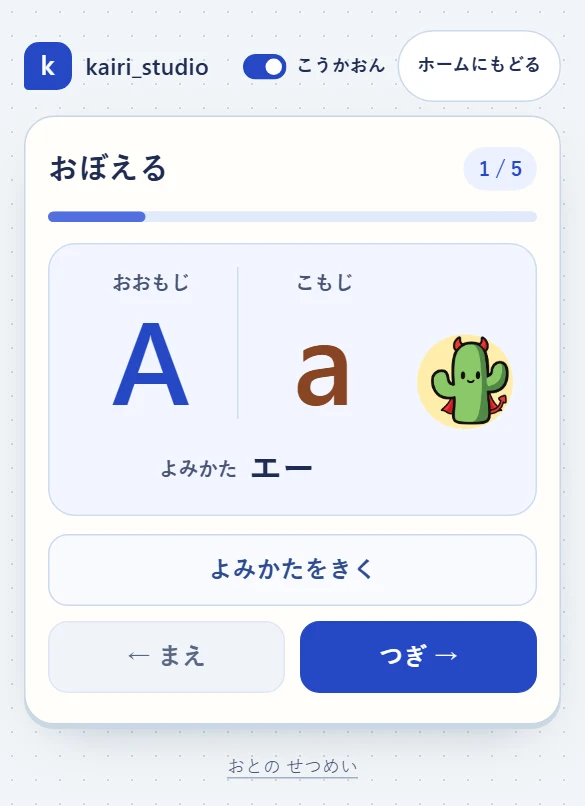 k kairi_studio こうかおん ホームにもどる
おぼえる 1 / 5
おおもじ こもじ
A a
よみかた エー
よみかたをきく
← まえ つぎ →
おとの せつめい